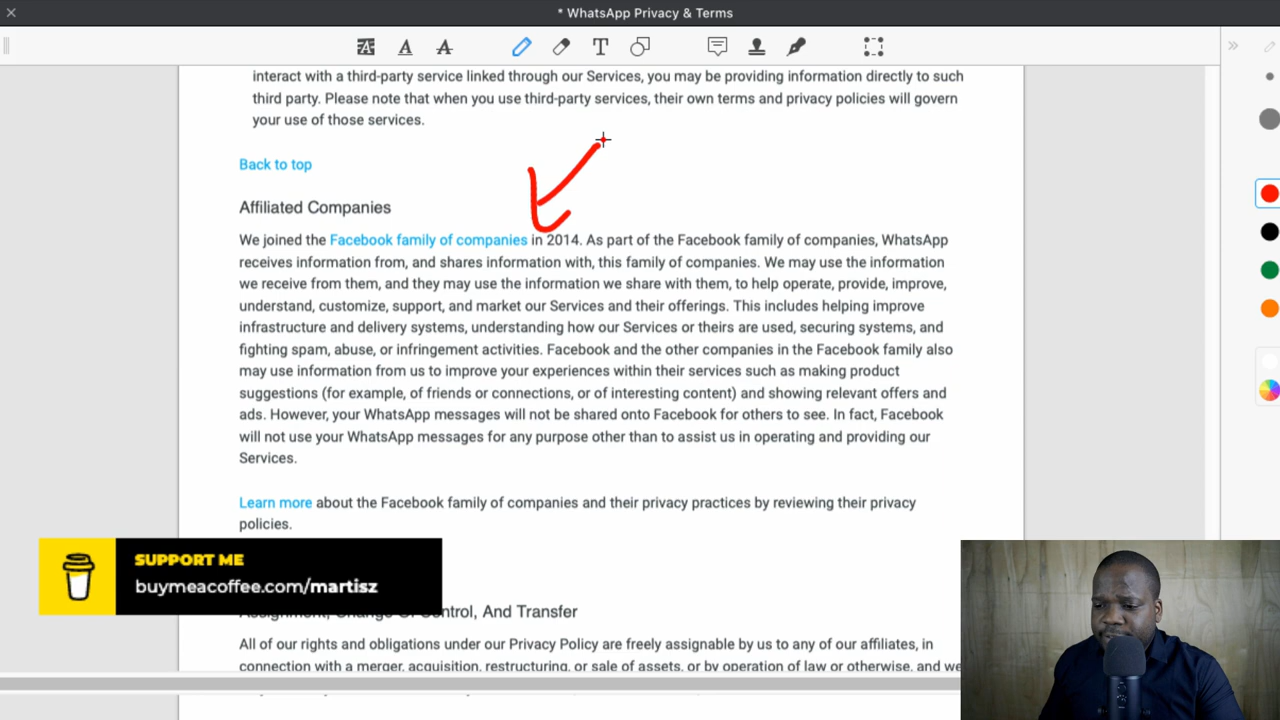 * WhatsApp Privacy & Terms
interact with a third-party service linked through our Services, you may be providing information directly to such
third party. Please note that when you use third-party services, their own terms and privacy policies will govern
your use of those services.
Back to top
Affiliated Companies
We joined the Facebook family of companies in 2014. As part of the Facebook family of companies, WhatsApp
receives information from, and shares information with, this family of companies. We may use the information
we receive from them, and they may use the information we share with them, to help operate, provide, improve,
understand, customize, support, and market our Services and their offerings. This includes helping improve
infrastructure and delivery systems, understanding how our Services or theirs are used, securing systems, and
fighting spam, abuse, or infringement activities. Facebook and the other companies in the Facebook family also
may use information from us to improve your experiences within their services such as making product
suggestions (for example, of friends or connections, or of interesting content) and showing relevant offers and
ads. However, your WhatsApp messages will not be shared onto Facebook for others to see. In fact, Facebook
will not use your WhatsApp messages for any purpose other than to assist us in operating and providing our
Services.
Learn more about the Facebook family of companies and their privacy practices by reviewing their privacy
policies.
SUPPORT ME
buymeacoffee.com/martisz
Assignment, Change Of Control, And Transfer
All of our rights and obligations under our Privacy Policy are freely assignable by us to any of our affiliates, in
connection with a merger, acquisition, restructuring, or sale of assets, or by operation of law or otherwise, and we